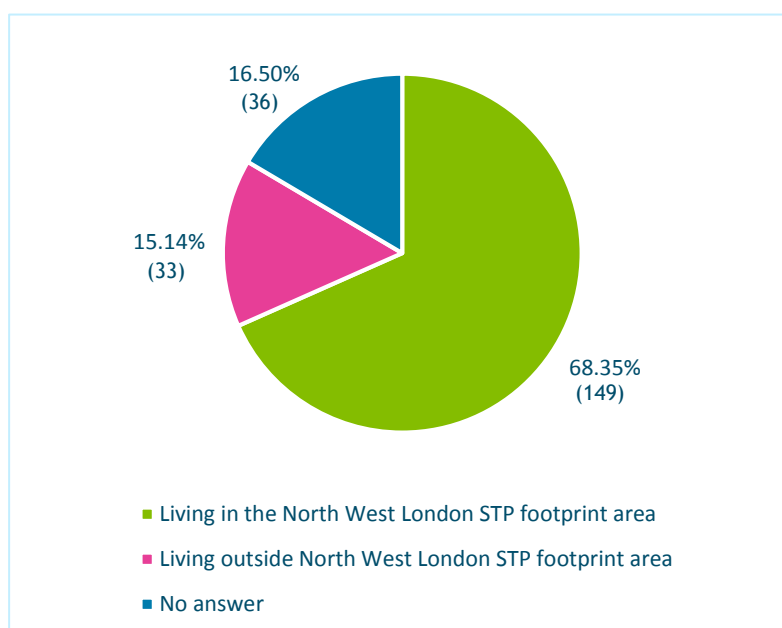 16.50%
(36)
15.14%
(33)
68.35%
(149)
Living in the North West London STP footprint area
Living outside North West London STP footprint area
No answer